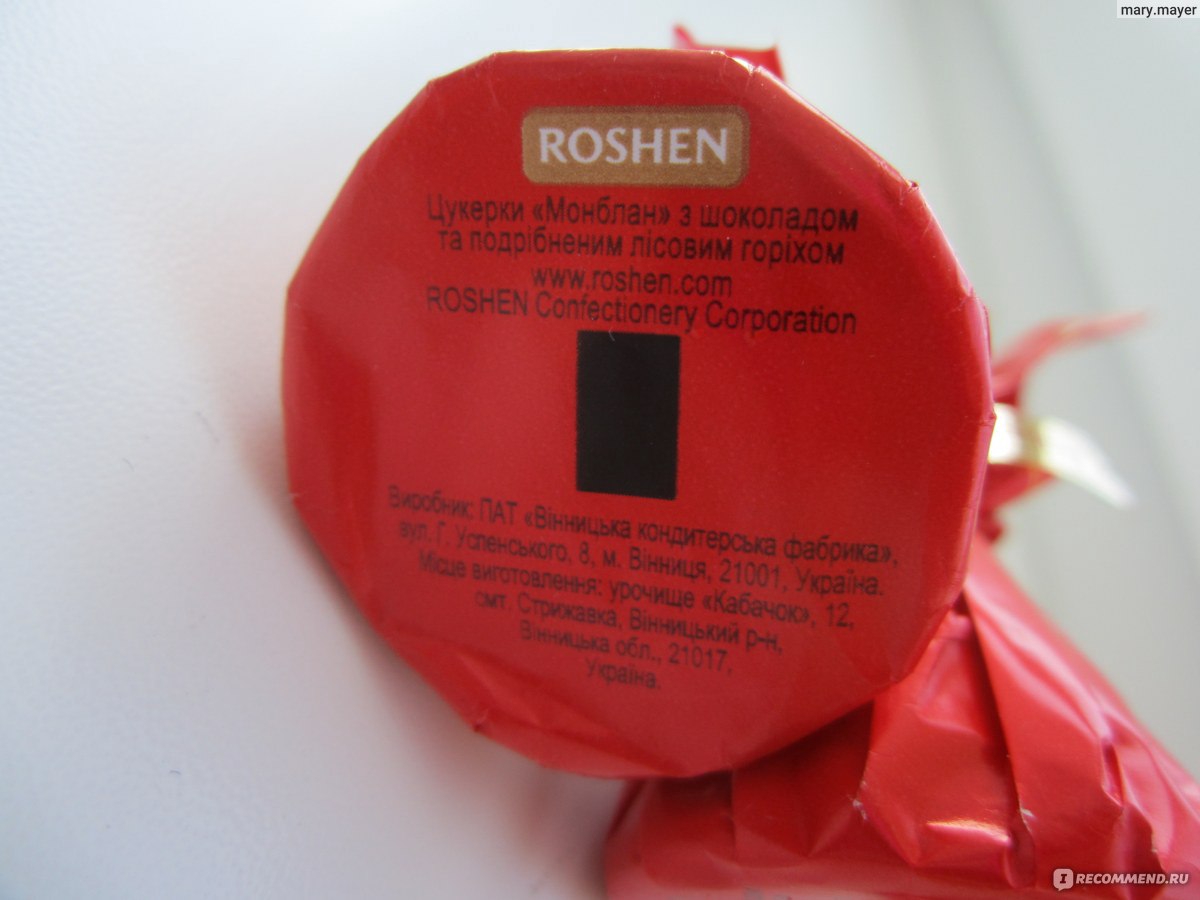 mary.mayer
ROSHEN
Цукерки «Монблан» з шоколадом
та подрібненим лісовим горіхом
www.roshen.com
ROSHEN Confectionery Corporation
Виробник: ПАТ «Вінницька кондитерська фабрика»,
вул. Г. Успенського, 8, м. Вінниця, 21001, Україна.
Місце виготовлення: урочище «Кабачок», 12,
смт. Стрижавка, Вінницький р-н,
Вінницька обл., 21017,
Україна.
IRECOMMEND.RU